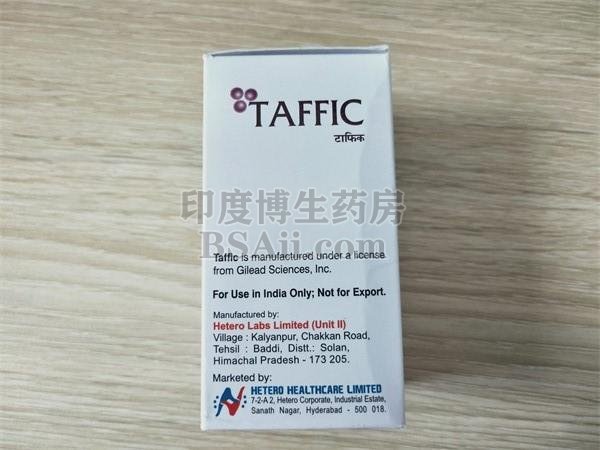 TAFFIC
टाफिक
印度博生药房
BSAii.com
Taffic is manufactured under a license
from Gilead Sciences, Inc.
For Use in India Only; Not for Export.
Manufactured by:
Hetero Labs Limited (Unit II)
Village : Kalyanpur, Chakkan Road,
Tehsil : Baddi, Distt.: Solan,
Himachal Pradesh - 173 205.
Marketed by:
HETERO HEALTHCARE LIMITED
7-2-A 2, Hetero Corporate, Industrial Estate,
Sanath Nagar, Hyderabad - 500 018.